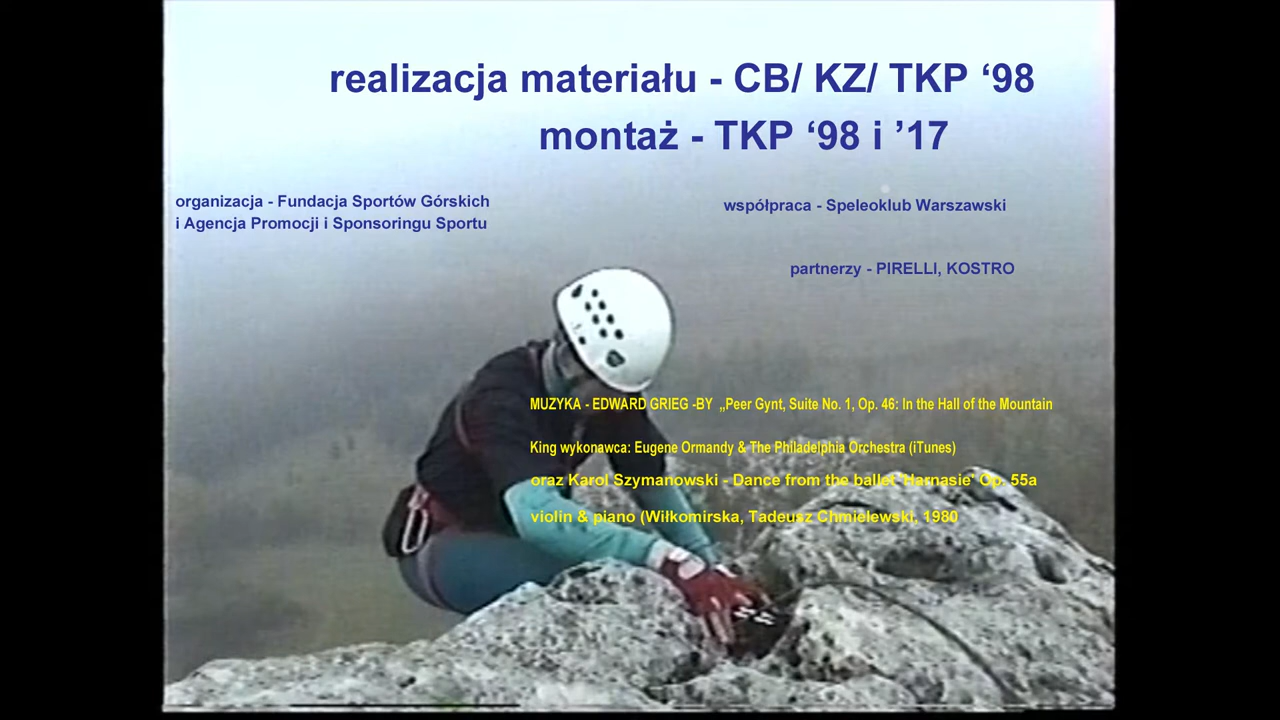 realizacja materiału - CB/ KZ/ TKP ‘98
montaż - TKP ‘98 i ’17
organizacja - Fundacja Sportów Górskich
i Agencja Promocji i Sponsoringu Sportu
współpraca - Speleoklub Warszawski
partnerzy - PIRELLI, KOSTRO
MUZYKA - EDWARD GRIEG -BY „Peer Gynt, Suite No. 1, Op. 46: In the Hall of the Mountain
King wykonawca: Eugene Ormandy & The Philadelphia Orchestra (iTunes)
oraz Karol Szymanowski - Dance from the ballet 'Harnasie' Op. 55a
violin & piano (Wiłkomirska, Tadeusz Chmielewski, 1980